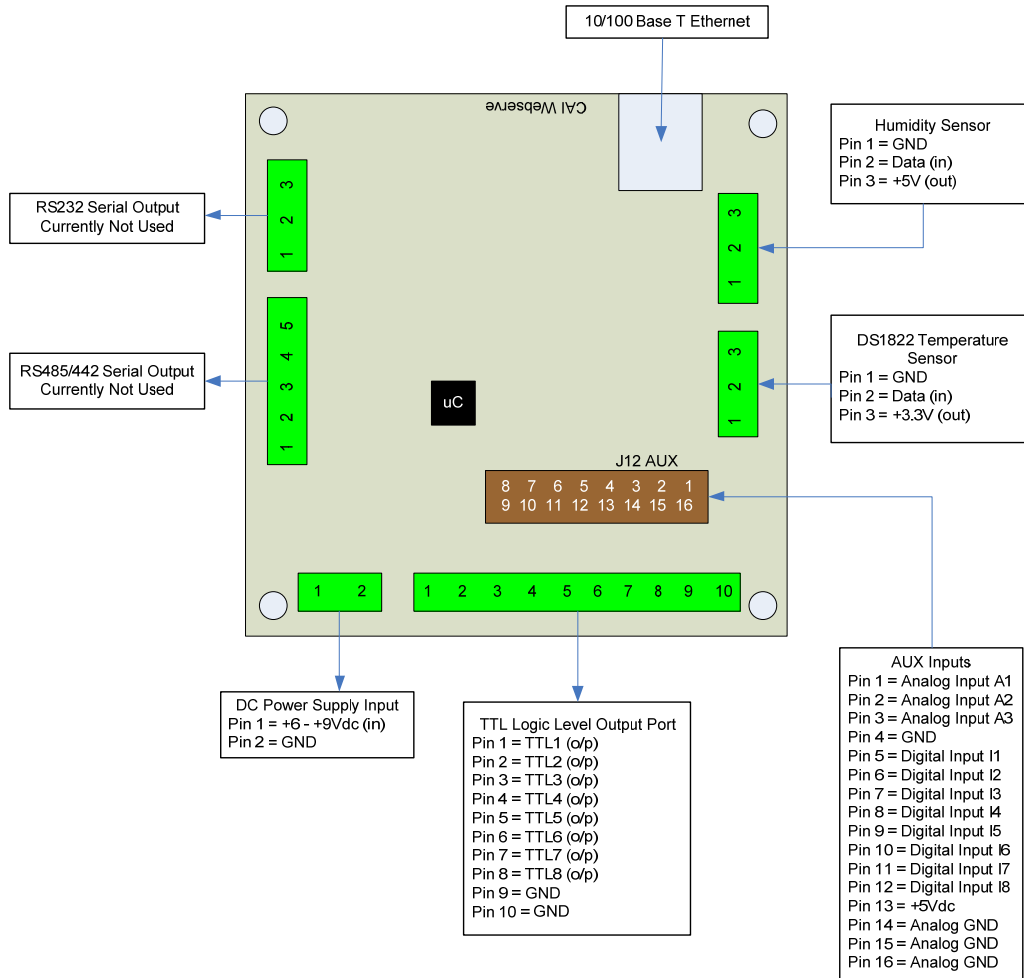 10/100 Base T Ethernet
CAI Webserve
Humidity Sensor
Pin 1 = GND
Pin 2 = Data (in)
Pin 3 = +5V (out)
RS232 Serial Output
Currently Not Used
3
2
1
3
2
1
RS485/442 Serial Output
Currently Not Used
5
4
3
2
1
uC
3
2
1
DS1822 Temperature
Sensor
Pin 1 = GND
Pin 2 = Data (in)
Pin 3 = +3.3V (out)
J12 AUX
8 7 6 5 4 3 2 1
9 10 11 12 13 14 15 16
1 2
1 2 3 4 5 6 7 8 9 10
DC Power Supply Input
Pin 1 = +6 - +9Vdc (in)
Pin 2 = GND
TTL Logic Level Output Port
Pin 1 = TTL1 (o/p)
Pin 2 = TTL2 (o/p)
Pin 3 = TTL3 (o/p)
Pin 4 = TTL4 (o/p)
Pin 5 = TTL5 (o/p)
Pin 6 = TTL6 (o/p)
Pin 7 = TTL7 (o/p)
Pin 8 = TTL8 (o/p)
Pin 9 = GND
Pin 10 = GND
AUX Inputs
Pin 1 = Analog Input A1
Pin 2 = Analog Input A2
Pin 3 = Analog Input A3
Pin 4 = GND
Pin 5 = Digital Input I1
Pin 6 = Digital Input I2
Pin 7 = Digital Input I3
Pin 8 = Digital Input I4
Pin 9 = Digital Input I5
Pin 10 = Digital Input I6
Pin 11 = Digital Input I7
Pin 12 = Digital Input I8
Pin 13 = +5Vdc
Pin 14 = Analog GND
Pin 15 = Analog GND
Pin 16 = Analog GND